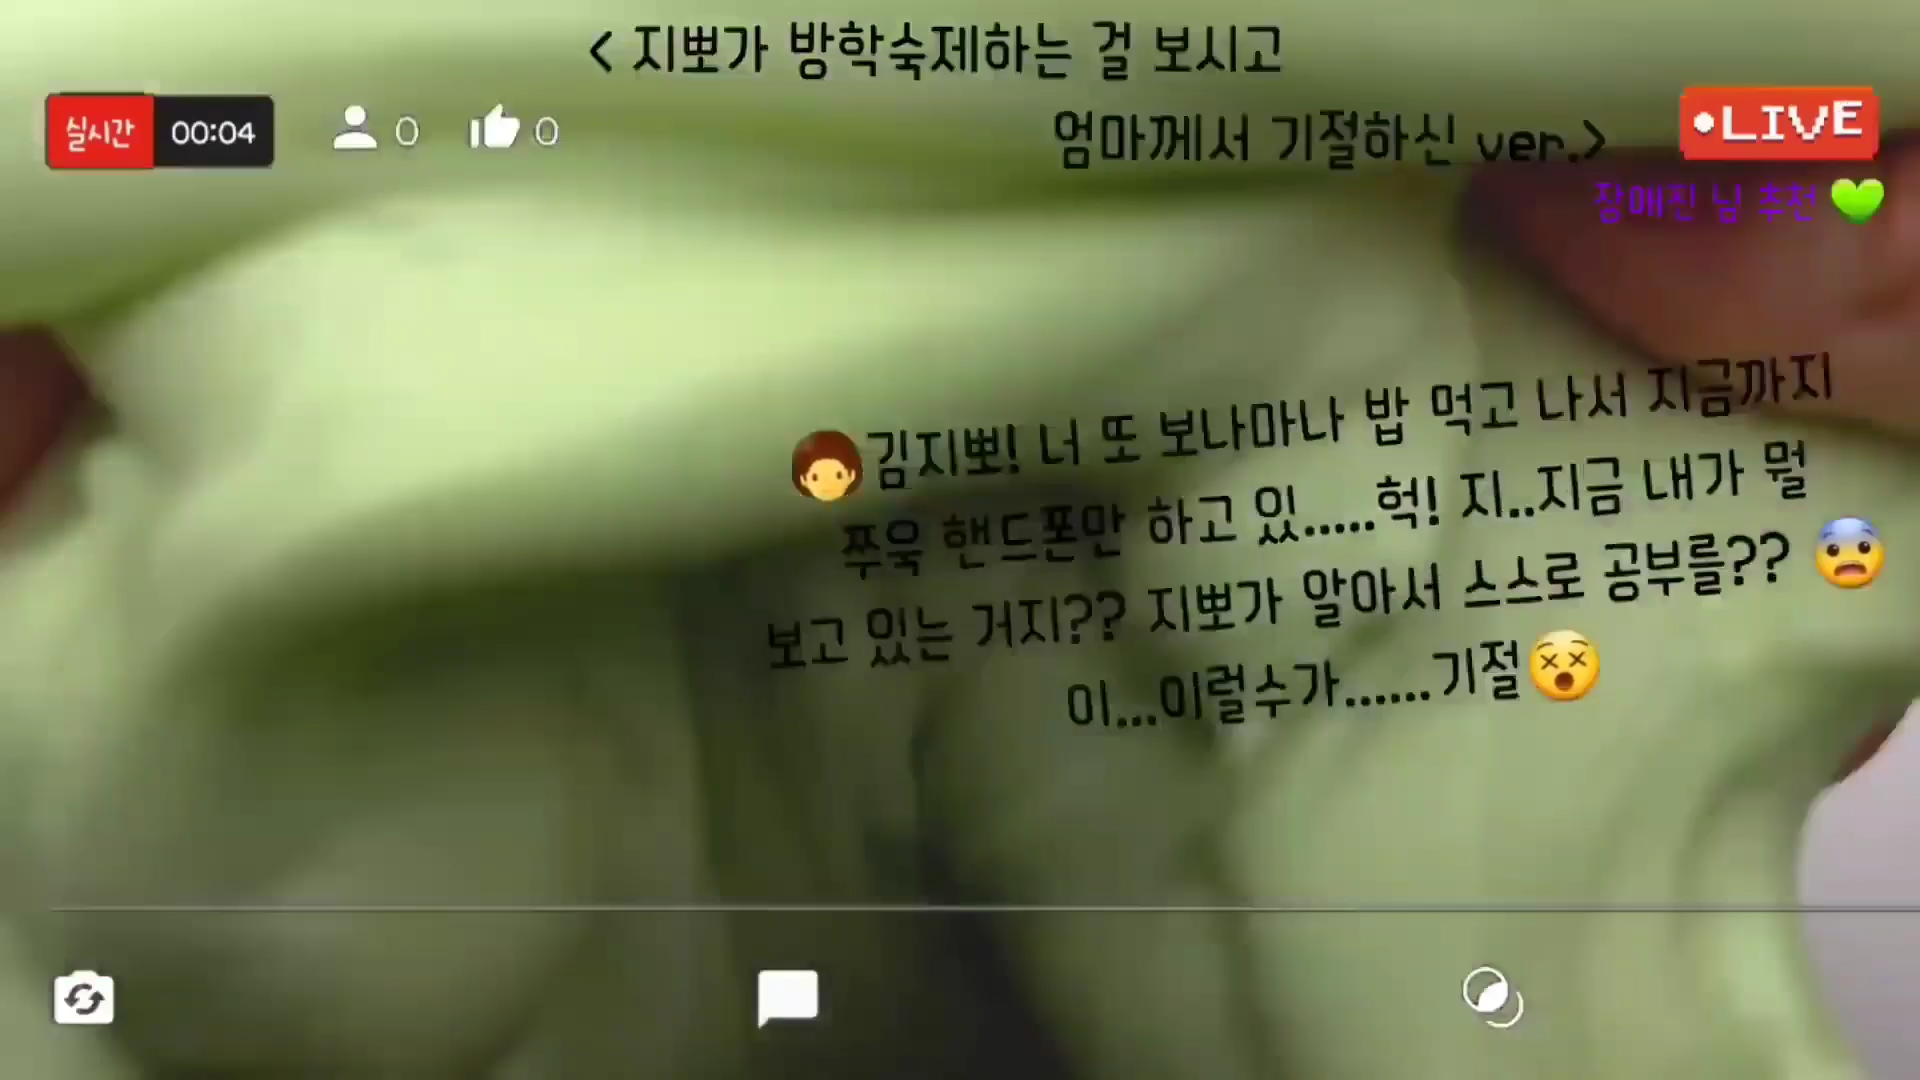 < 지뽀가 방학숙제하는 걸 보시고
엄마께서 기절하신 ver.>
실시간 00:04 0 0
LIVE
장애진 님 추천
김지뽀! 너 또 보나마나 밥 먹고 나서 지금까지
쭈욱 핸드폰만 하고 있.....헉! 지..지금 내가 뭘
보고 있는 거지?? 지뽀가 알아서 스스로 공부를??
이...이럴수가......기절